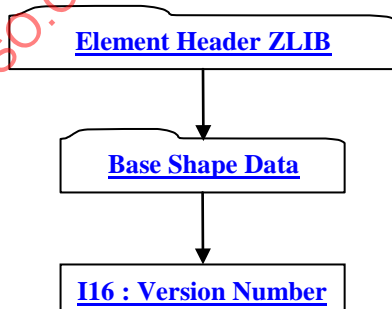 Element Header ZLIB
Base Shape Data
I16 : Version Number